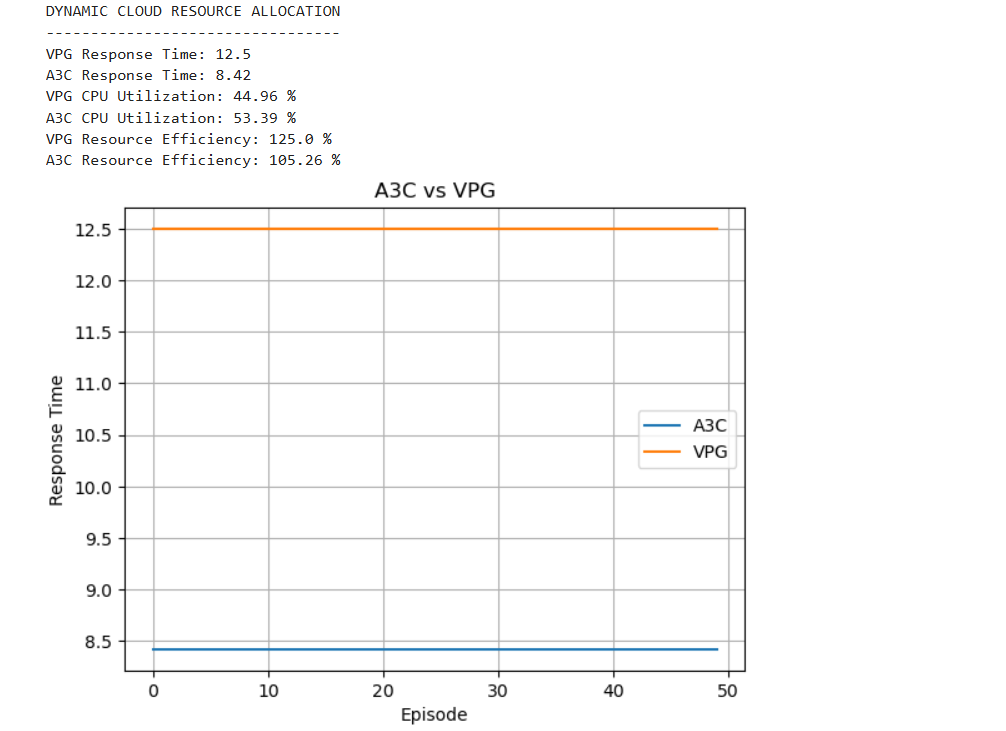 DYNAMIC CLOUD RESOURCE ALLOCATION
---------------------------------
VPG Response Time: 12.5
A3C Response Time: 8.42
VPG CPU Utilization: 44.96 %
A3C CPU Utilization: 53.39 %
VPG Resource Efficiency: 125.0 %
A3C Resource Efficiency: 105.26 %
A3C vs VPG
12.5
12.0
11.5
11.0
10.5
10.0
9.5
9.0
8.5
Response Time
A3C
VPG
0 10 20 30 40 50
Episode